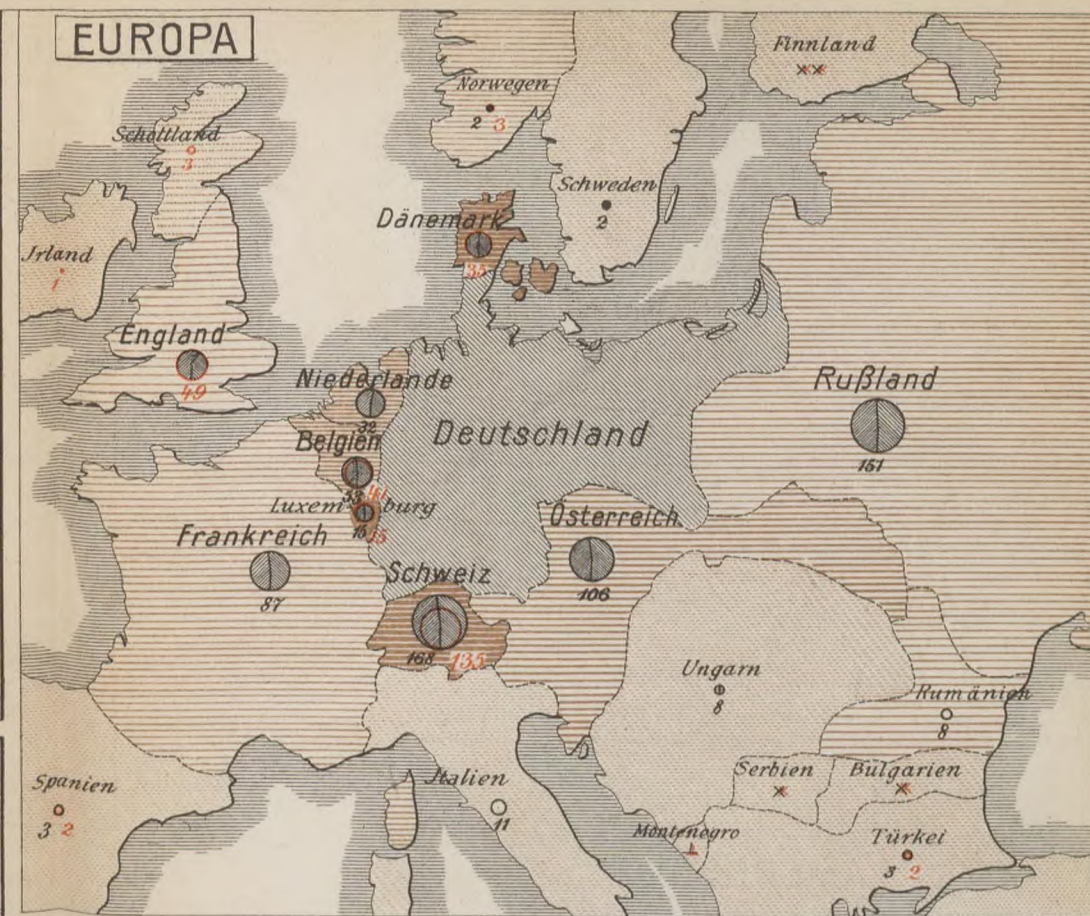 EUROPA
Finnland
Norwegen
2 3
Schottland
3
Schweden
2
Dänemark
35
Jrland
1
England
49
Niederlande
32
Rußland
151
Belgien
53 41
Deutschland
Luxemburg
15 15
Österreich
106
Frankreich
87
Schweiz
168 135
Ungarn
8
Rumänien
8
Serbien
Bulgarien
Spanien
3 2
Italien
11
Montenegro
1
Türkei
3 2